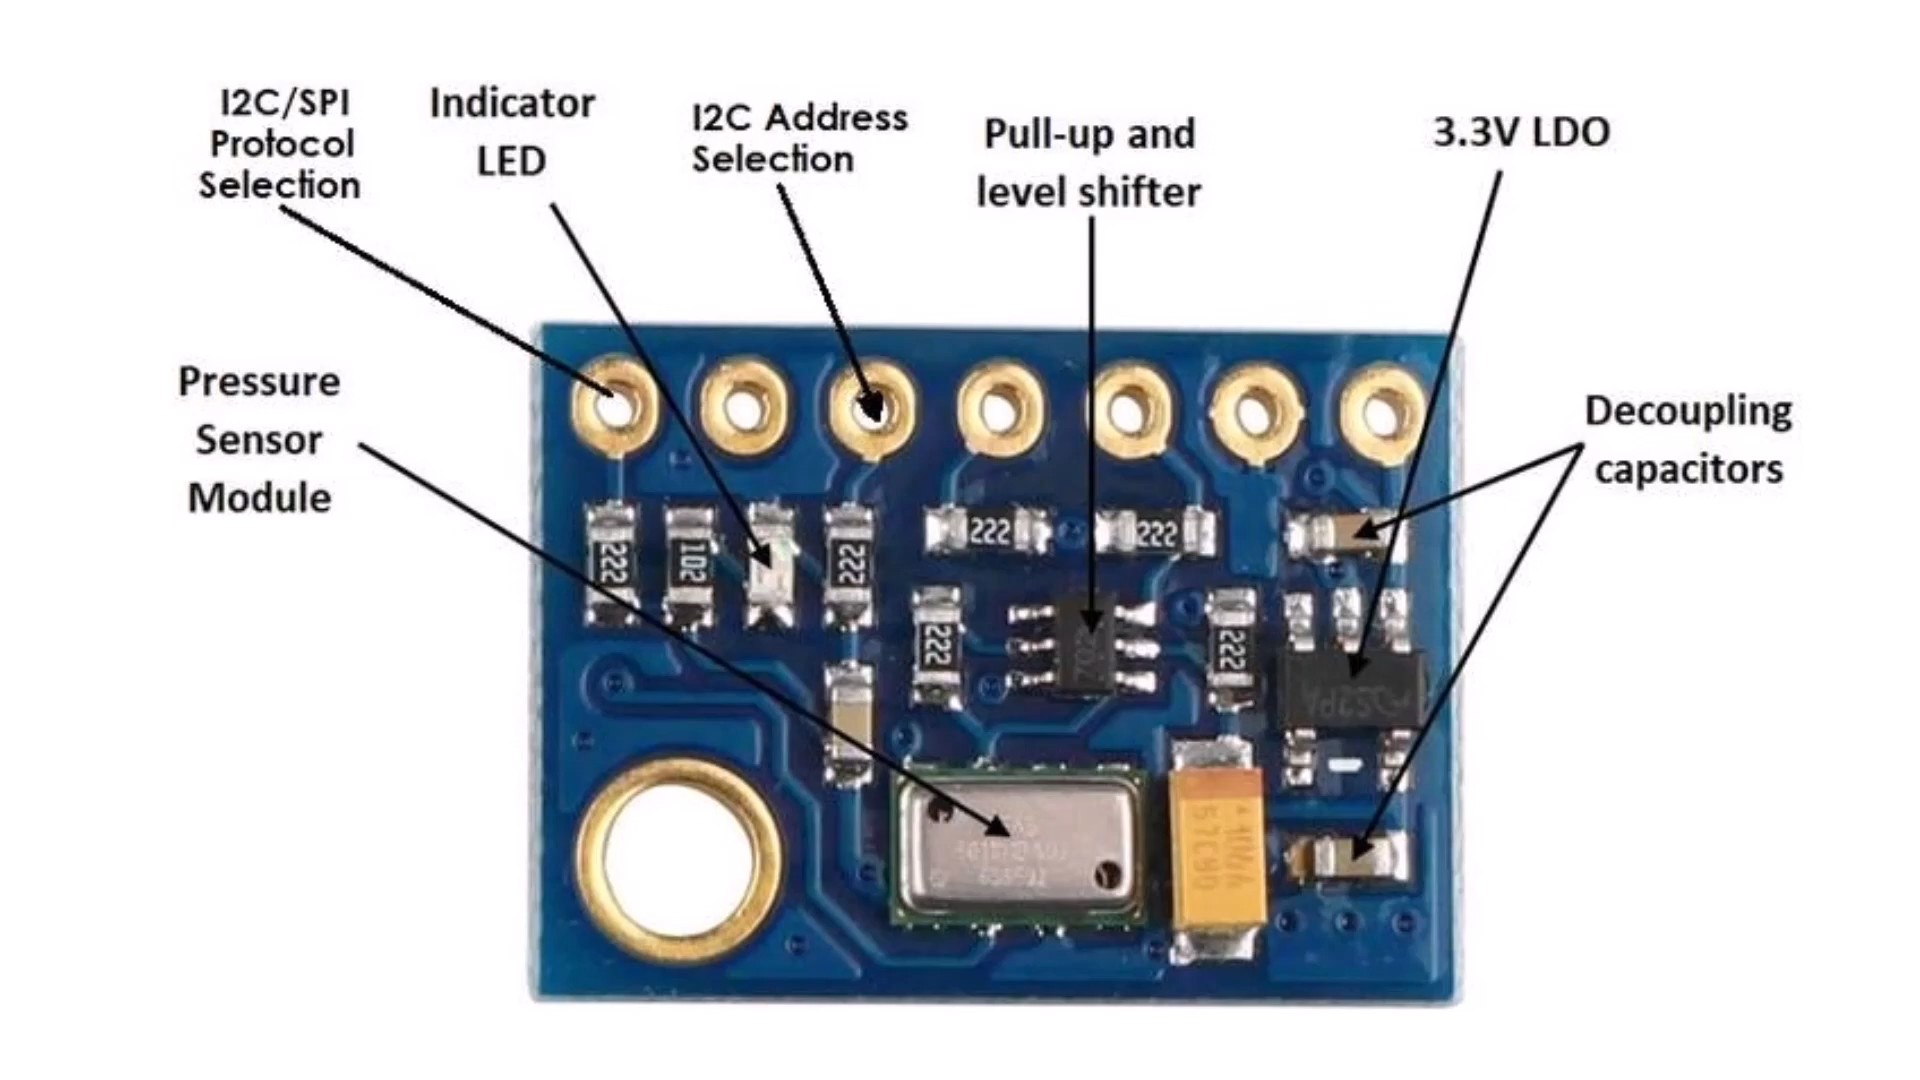 I2C/SPI
Protocol
Selection
Indicator
LED
I2C Address
Selection
Pull-up and
level shifter
3.3V LDO
Pressure
Sensor
Module
Decoupling
capacitors
222
102
222
222
222
222
222